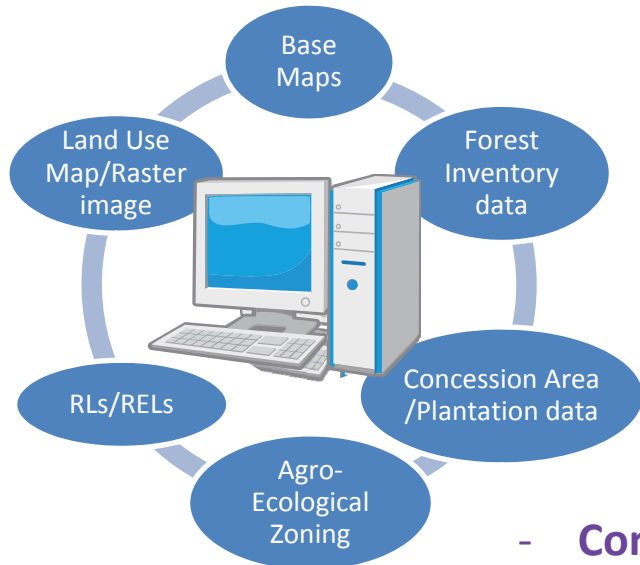 Base
Maps
Forest
Inventory
data
Concession Area
/Plantation data
Agro-
Ecological
Zoning
RLs/RELs
Land Use
Map/Raster
image
-